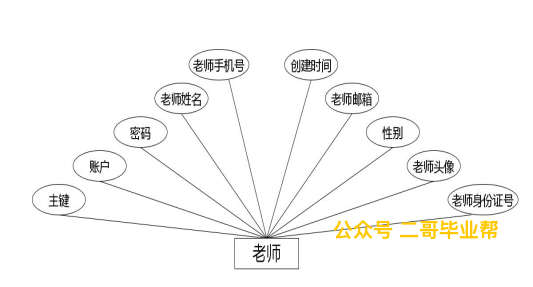 老师手机号
创建时间
老师姓名
老师邮箱
密码
性别
账户
老师头像
主键
老师身份证号
公众号 二哥毕业帮
老师